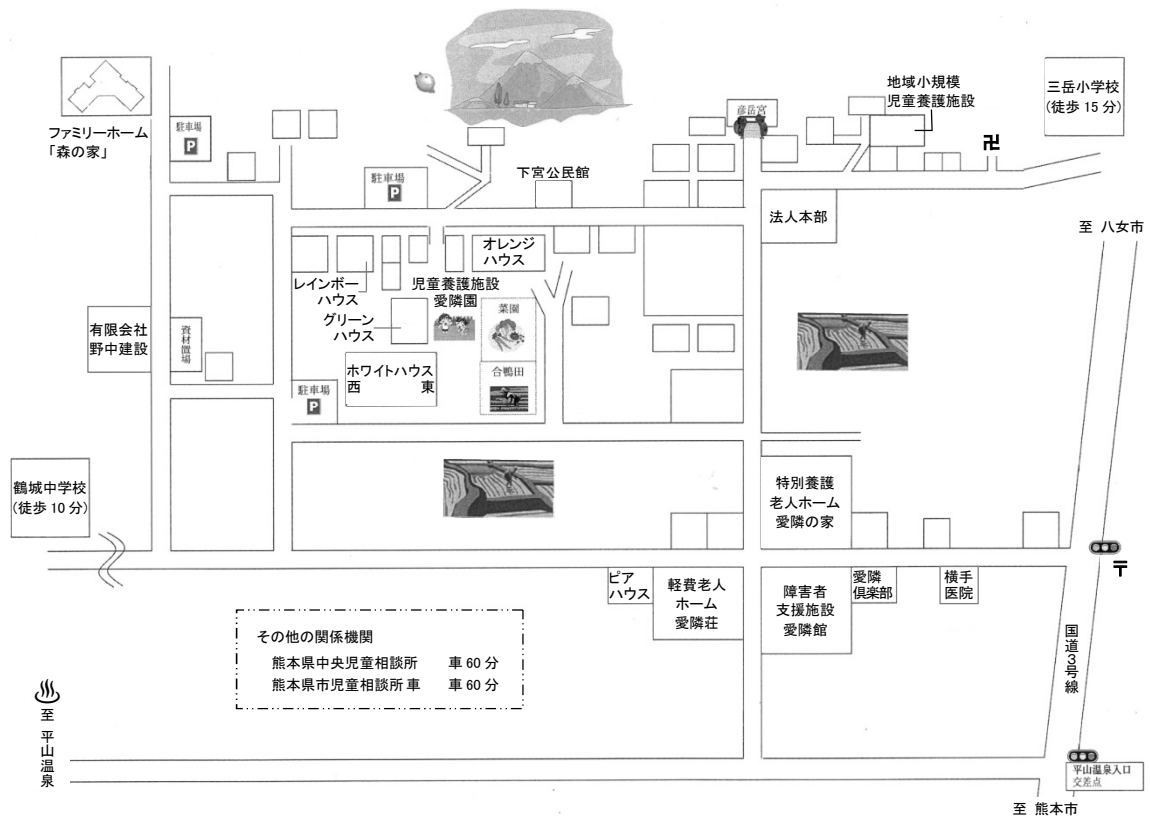 ファミリーホーム
「森の家」
駐車場
P
駐車場
P
下宮公民館
彦岳宮
地域小規模
児童養護施設
卍
三岳小学校
(徒歩 15 分)
法人本部
至 八女市
オレンジ
ハウス
レインボー
ハウス
児童養護施設
愛隣園
グリーン
ハウス
菜園
有限会社
野中建設
資材置場
ホワイトハウス
西 東
合鴨田
駐車場
P
鶴城中学校
(徒歩 10 分)
特別養護
老人ホーム
愛隣の家
〒
ピア
ハウス
軽費老人
ホーム
愛隣荘
障害者
支援施設
愛隣館
愛隣
倶楽部
横手
医院
国道3号線
その他の関係機関
熊本県中央児童相談所 車 60 分
熊本県市児童相談所 車 車 60 分
至 平山温泉
平山温泉入口
交差点
至 熊本市